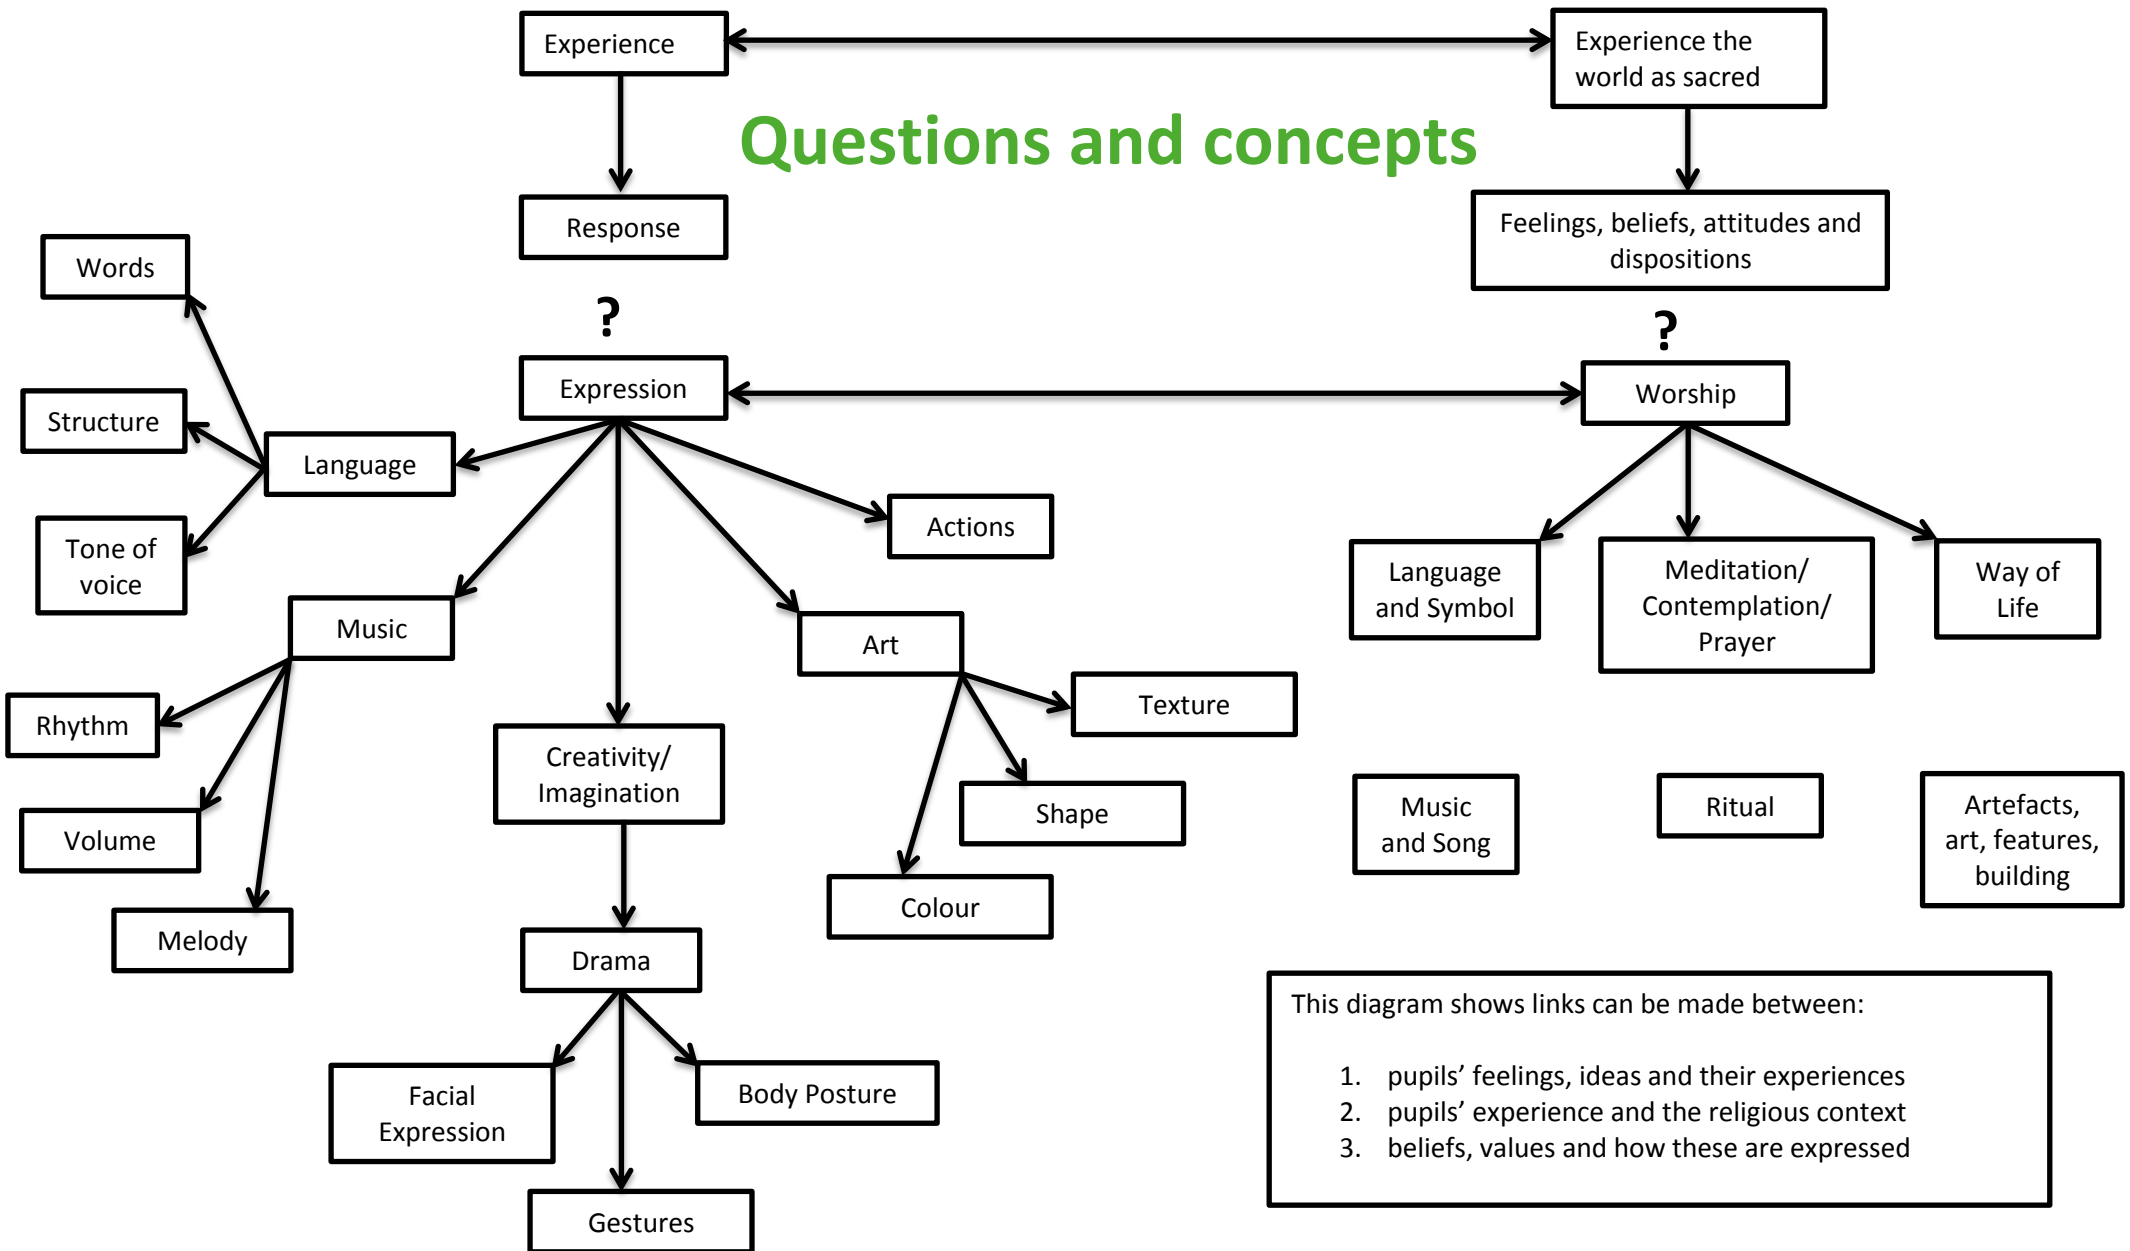 Experience
Experience the
world as sacred
Questions and concepts
Response
Feelings, beliefs, attitudes and
dispositions
Words
?
?
Expression
Worship
Structure
Language
Actions
Tone of
voice
Language
and Symbol
Meditation/
Contemplation/
Prayer
Way of
Life
Music
Art
Texture
Rhythm
Creativity/
Imagination
Shape
Music
and Song
Ritual
Artefacts,
art, features,
building
Volume
Colour
Melody
Drama
This diagram shows links can be made between:
1. pupils’ feelings, ideas and their experiences
2. pupils’ experience and the religious context
3. beliefs, values and how these are expressed
Facial
Expression
Body Posture
Gestures